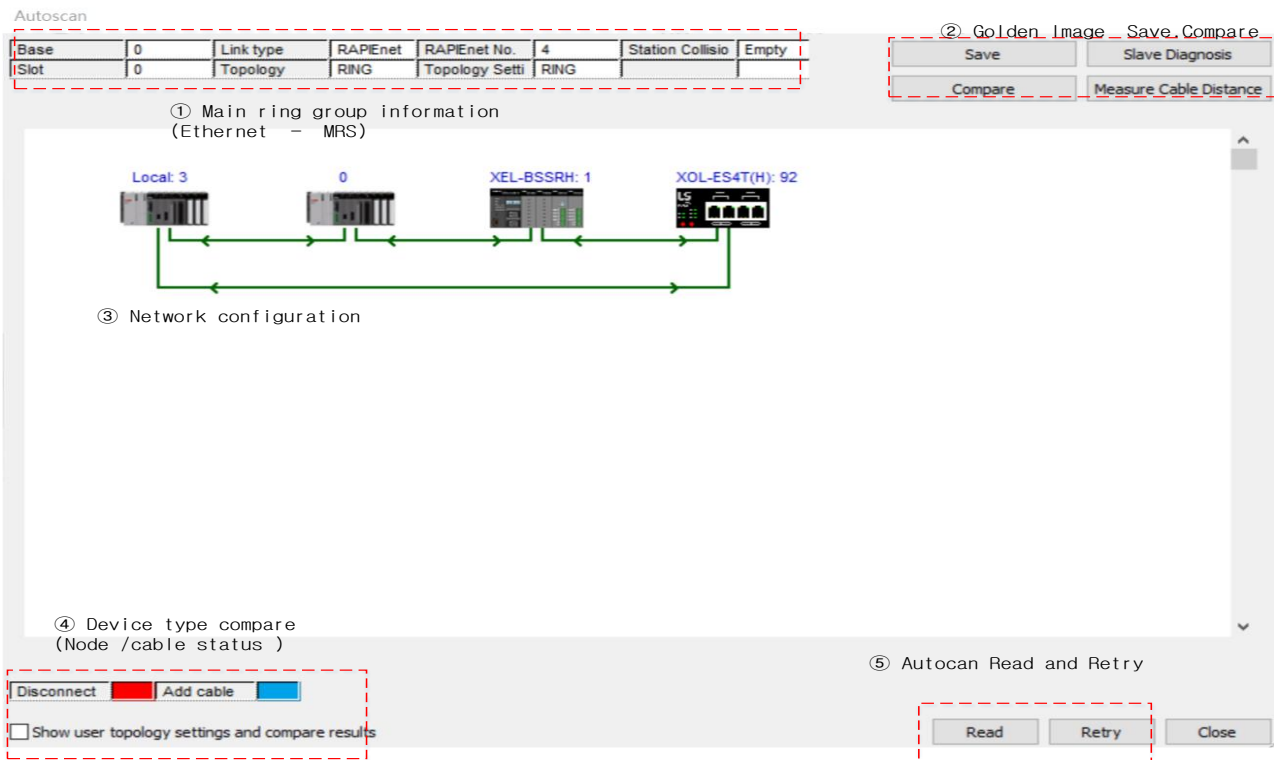 Autoscan
② Golden Image Save,Compare
Base 0 Link type RAPIEnet RAPIEnet No. 4 Station Collisio Empty
Slot 0 Topology RING Topology Setti RING
Save Slave Diagnosis
Compare Measure Cable Distance
① Main ring group information
(Ethernet – MRS)
Local: 3 0 XEL-BSSRH: 1 XOL-ES4T(H): 92
LS
③ Network configuration
④ Device type compare
(Node /cable status )
⑤ Autocan Read and Retry
Disconnect Add cable
Show user topology settings and compare results
Read Retry Close